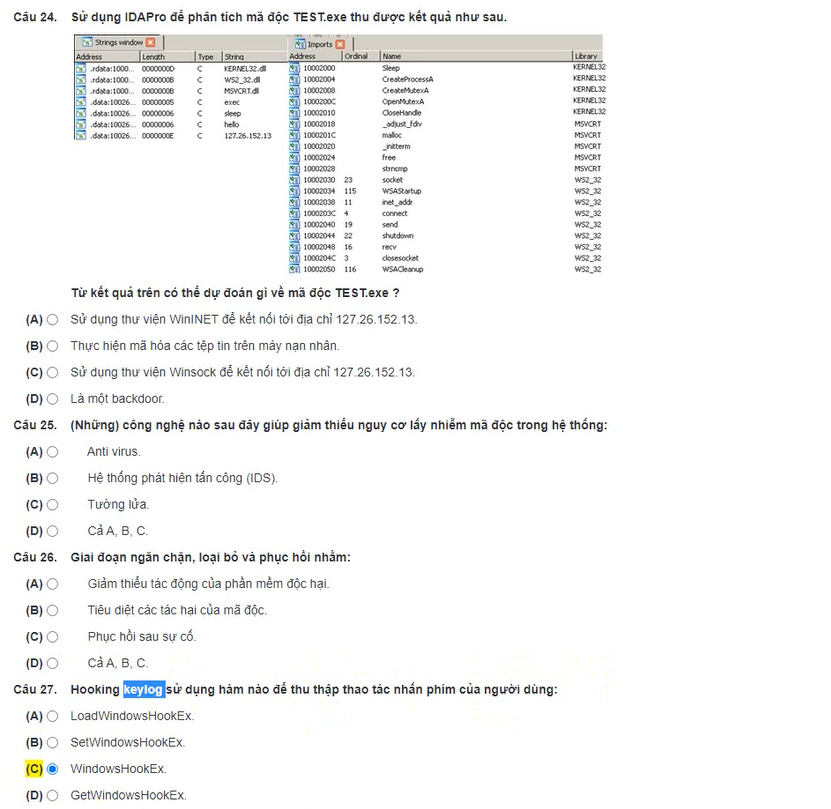 Câu 24. Sử dụng IDAPro để phân tích mã độc TEST.exe thu được kết quả như sau.
Strings window
Address Length Type String
.rdata:1000... 0000000D C KERNEL32.dll
.rdata:1000... 0000000B C WS2_32.dll
.rdata:1000... 0000000B C MSVCRT.dll
.data:10026... 00000005 C exec
.data:10026... 00000006 C sleep
.data:10026... 00000006 C hello
.data:10026... 0000000E C 127.26.152.13
Imports
Address Ordinal Name Library
10002000 Sleep KERNEL32
10002004 CreateProcessA KERNEL32
10002008 CreateMutexA KERNEL32
1000200C OpenMutexA KERNEL32
10002010 CloseHandle KERNEL32
10002018 _adjust_fdiv MSVCRT
1000201C malloc MSVCRT
10002020 _initterm MSVCRT
10002024 free MSVCRT
10002028 strncmp MSVCRT
10002030 23 socket WS2_32
10002034 115 WSAStartup WS2_32
10002038 11 inet_addr WS2_32
1000203C 4 connect WS2_32
10002040 19 send WS2_32
10002044 22 shutdown WS2_32
10002048 16 recv WS2_32
1000204C 3 closesocket WS2_32
10002050 116 WSACleanup WS2_32
Từ kết quả trên có thể dự đoán gì về mã độc TEST.exe ?
(A) Sử dụng thư viện WinINET để kết nối tới địa chỉ 127.26.152.13.
(B) Thực hiện mã hóa các tệp tin trên máy nạn nhân.
(C) Sử dụng thư viện Winsock để kết nối tới địa chỉ 127.26.152.13.
(D) Là một backdoor.
Câu 25. (Những) công nghệ nào sau đây giúp giảm thiểu nguy cơ lấy nhiễm mã độc trong hệ thống:
(A) Anti virus.
(B) Hệ thống phát hiện tấn công (IDS).
(C) Tường lửa.
(D) Cả A, B, C.
Câu 26. Giai đoạn ngăn chặn, loại bỏ và phục hồi nhằm:
(A) Giảm thiểu tác động của phần mềm độc hại.
(B) Tiêu diệt các tác hại của mã độc.
(C) Phục hồi sau sự cố.
(D) Cả A, B, C.
Câu 27. Hooking keylog sử dụng hàm nào để thu thập thao tác nhấn phím của người dùng:
(A) LoadWindowsHookEx.
(B) SetWindowsHookEx.
(C) WindowsHookEx.
(D) GetWindowsHookEx.